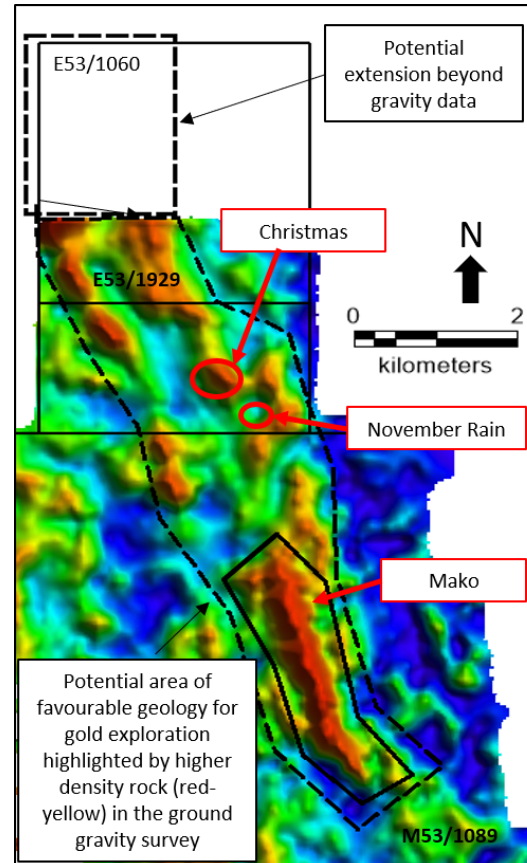 E53/1060
Potential
extension beyond
gravity data
Christmas
E53/1929
N
0 2
kilometers
November Rain
Mako
Potential area of
favourable geology for
gold exploration
highlighted by higher
density rock (red-
yellow) in the ground
gravity survey
M53/1089